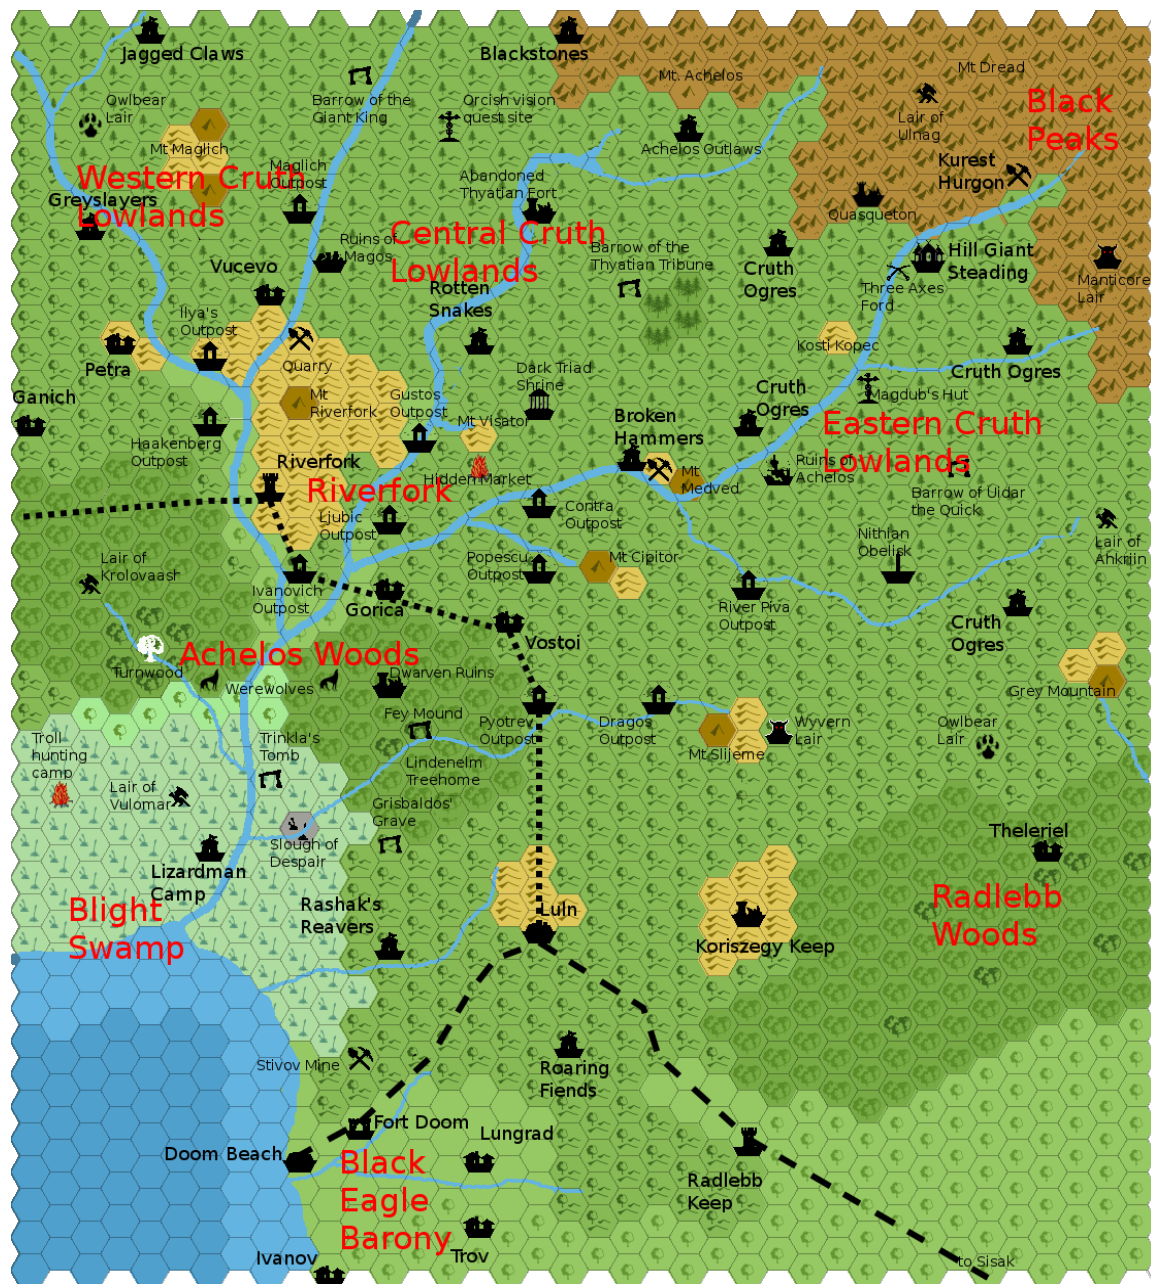 Jagged Claws
Blackstones
Mt. Achelos
Mt Dread
Owlbear
Lair
Barrow of the
Giant King
Orcish vision
quest site
Lair of
Ulnag
Black
Peaks
Mt Maglich
Maglich
Outpost
Achelos Outlaws
Kurest
Hurgon
Western Cruth
Lowlands
Greyslayers
Abandoned
Thyatian Fort
Quasqueton
Central Cruth
Lowlands
Ruins of
Magos
Barrow of the
Thyatian Tribune
Cruth
Ogres
Hill Giant
Steading
Three Axes
Ford
Manticore
Lair
Vucevo
Rotten
Snakes
Ilya's
Outpost
Quarry
Kosti Kopec
Petra
Cruth Ogres
Ganich
Mt
Riverfork
Gustos
Outpost
Dark Triad
Shrine
Cruth
Ogres
Magdub's Hut
Haakenberg
Outpost
Mt Visatoi
Broken
Hammers
Eastern Cruth
Lowlands
Riverfork
Hidden Market
Mt
Medved
Ruins of
Achelos
Riverfork
Ljubic
Outpost
Contra
Outpost
Barrow of Uidar
the Quick
Lair of
Krolovaash
Popescu
Outpost
Mt Cipitor
Nithian
Obelisk
Lair of
Ahkriin
Ivanovich
Outpost
Gorica
River Piva
Outpost
Cruth
Ogres
Vostoi
Achelos Woods
Turnwood
Werewolves
Dwarven Ruins
Grey Mountain
Troll
hunting
camp
Trinkla's
Tomb
Fey Mound
Pyotrev
Outpost
Dragos
Outpost
Mt Slijeme
Wyvern
Lair
Owlbear
Lair
Lindenelm
Treehome
Lair of
Vulomar
Grisbaldos'
Grave
Slough of
Despair
Theleriel
Lizardman
Camp
Blight
Swamp
Rashak's
Reavers
Luln
Koriszegy Keep
Radlebb
Woods
Stivov Mine
Roaring
Fiends
Fort Doom
Doom Beach
Lungrad
Black
Eagle
Barony
Radlebb
Keep
Ivanov
Trov
to Sisak